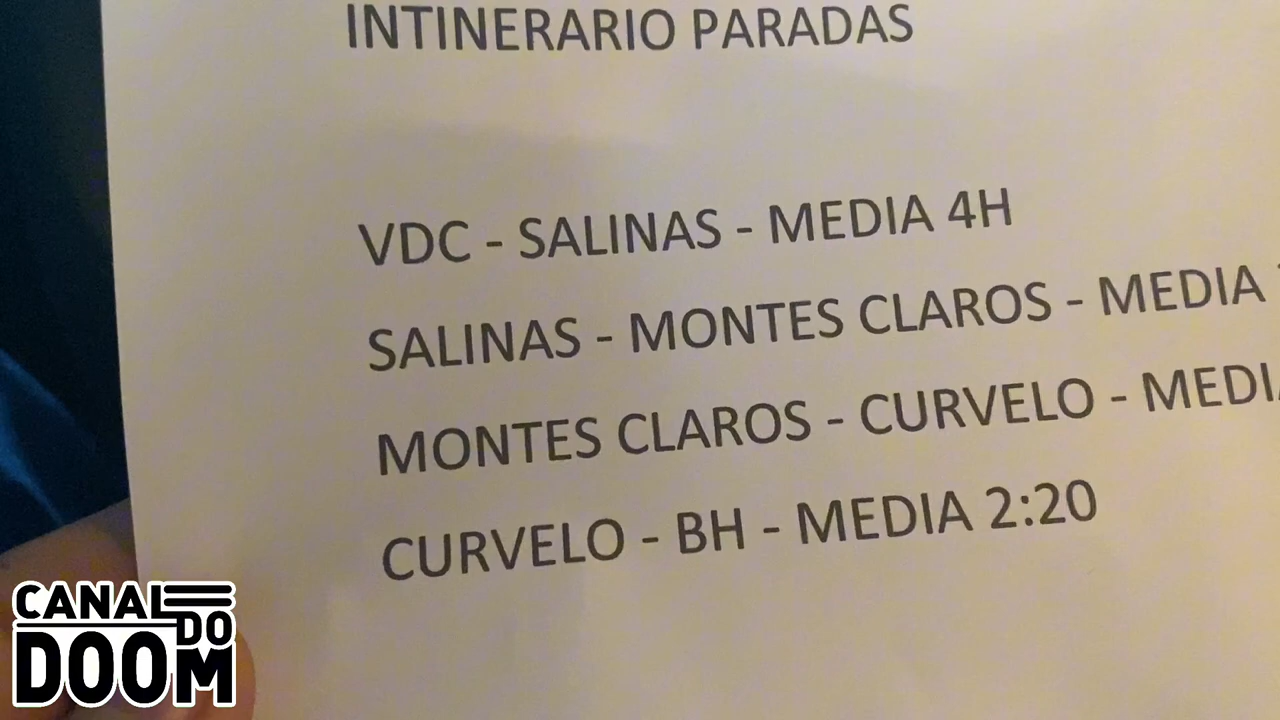 INTINERARIO PARADAS
VDC - SALINAS - MEDIA 4H
SALINAS - MONTES CLAROS - MEDIA
MONTES CLAROS - CURVELO - MEDIA
CURVELO - BH - MEDIA 2:20
CANAL
DO
DOOM